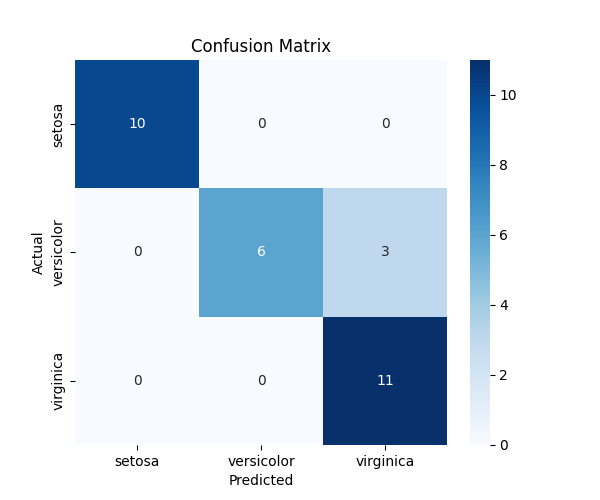 Confusion Matrix
Actual
setosa
10 0 0
versicolor
0 6 3
virginica
0 0 11
setosa versicolor virginica
Predicted
10
8
6
4
2
0